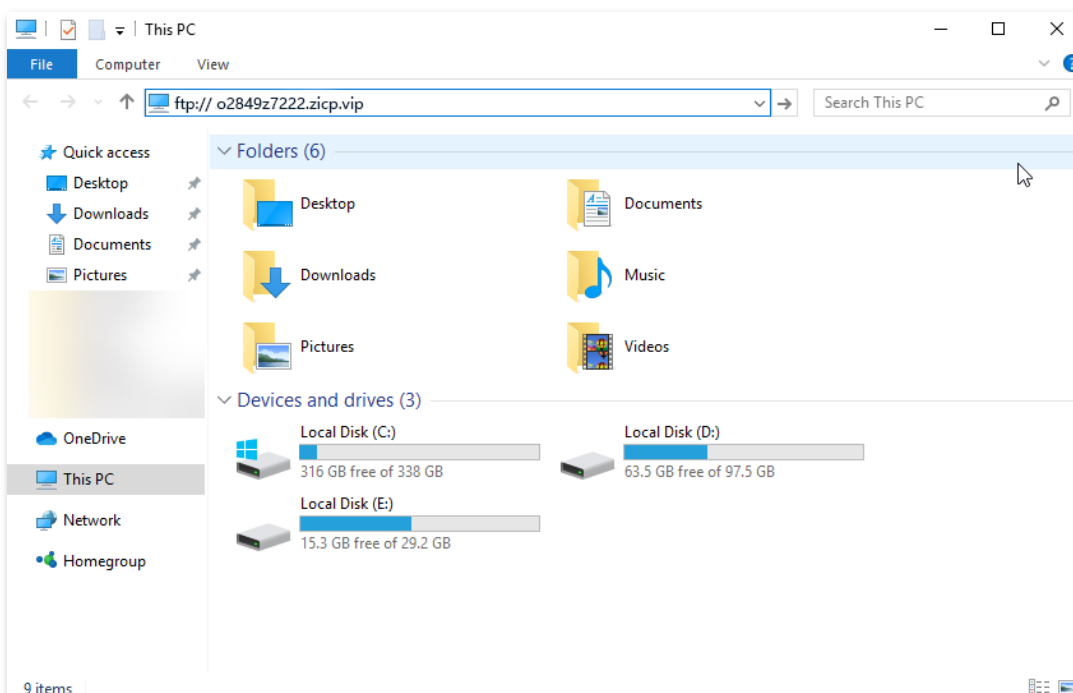 This PC
File Computer View
ftp:// o2849z7222.zicp.vip Search This PC
Quick access
Desktop
Downloads
Documents
Pictures
OneDrive
This PC
Network
Homegroup
Folders (6)
Desktop Documents
Downloads Music
Pictures Videos
Devices and drives (3)
Local Disk (C:) Local Disk (D:)
316 GB free of 338 GB 63.5 GB free of 97.5 GB
Local Disk (E:)
15.3 GB free of 29.2 GB
9 items